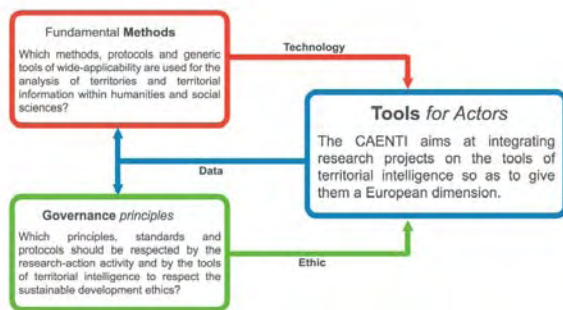 Fundamental Methods
Which methods, protocols and generic
tools of wide-applicability are used for the
analysis of territories and territorial
information within humanities and social
sciences?
Technology
Tools for Actors
The CAENTI aims at integrating
research projects on the tools of
territorial intelligence so as to give
them a European dimension.
Data
Governance principles
Which principles, standards and
protocols should be respected by the
research-action activity and by the tools
of territorial intelligence to respect the
sustainable development ethics?
Ethic